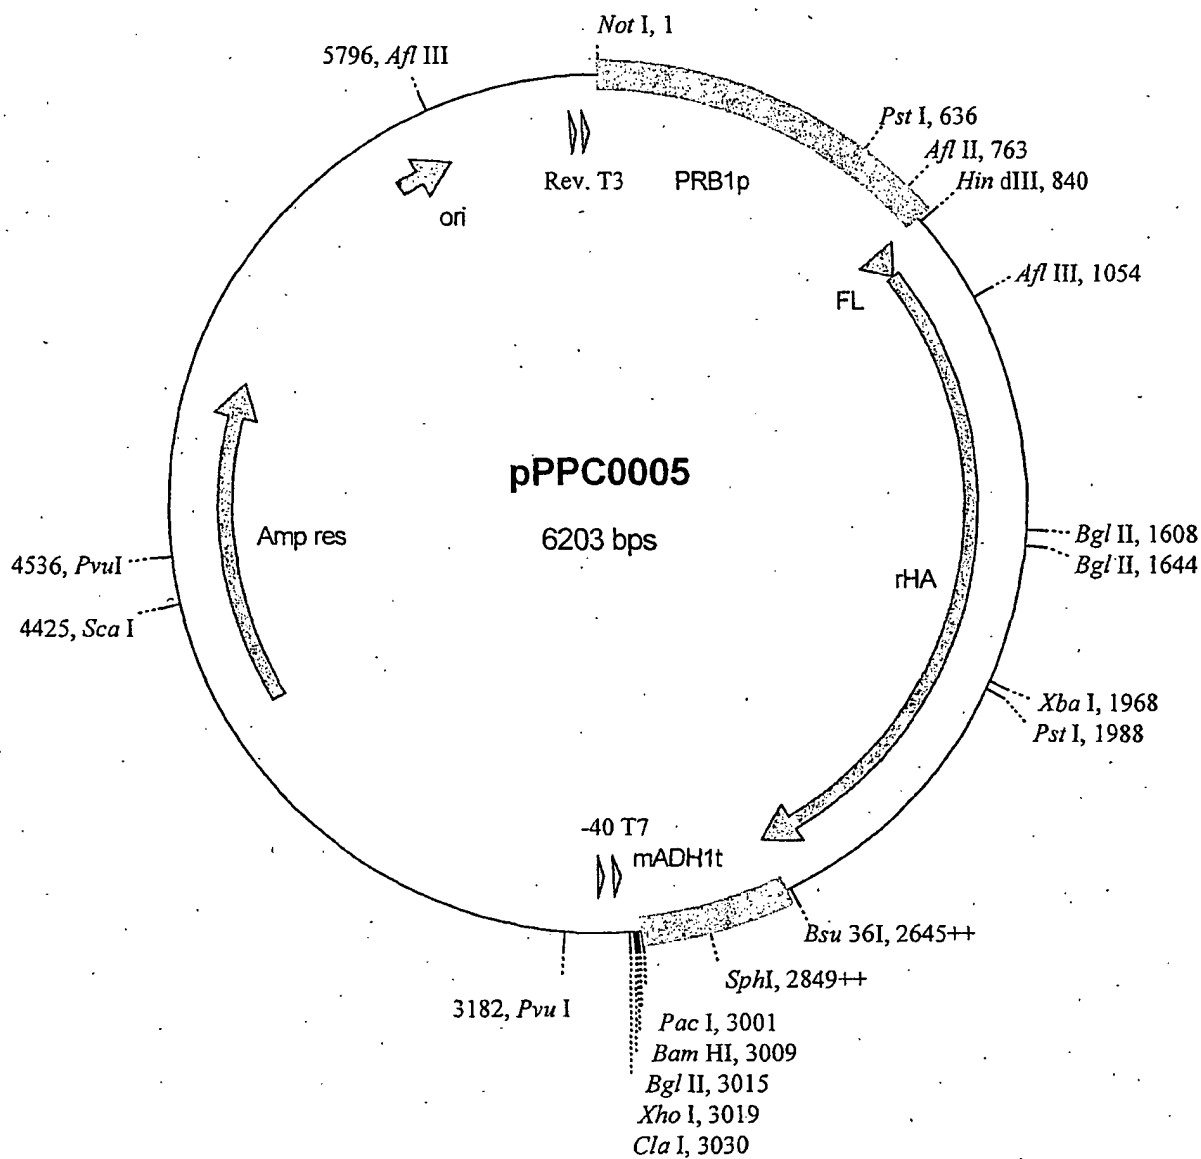 Not I, 1
5796, Afl III
Pst I, 636
Afl II, 763
Hin dIII, 840
Rev. T3
PRB1p
ori
Afl III, 1054
FL
pPPC0005
6203 bps
Amp res
Bgl II, 1608
Bgl II, 1644
4536, PvuI
rHA
4425, Sca I
Xba I, 1968
Pst I, 1988
-40 T7
mADH1t
Bsu 36I, 2645++
SphI, 2849++
3182, Pvu I
Pac I, 3001
Bam HI, 3009
Bgl II, 3015
Xho I, 3019
Cla I, 3030